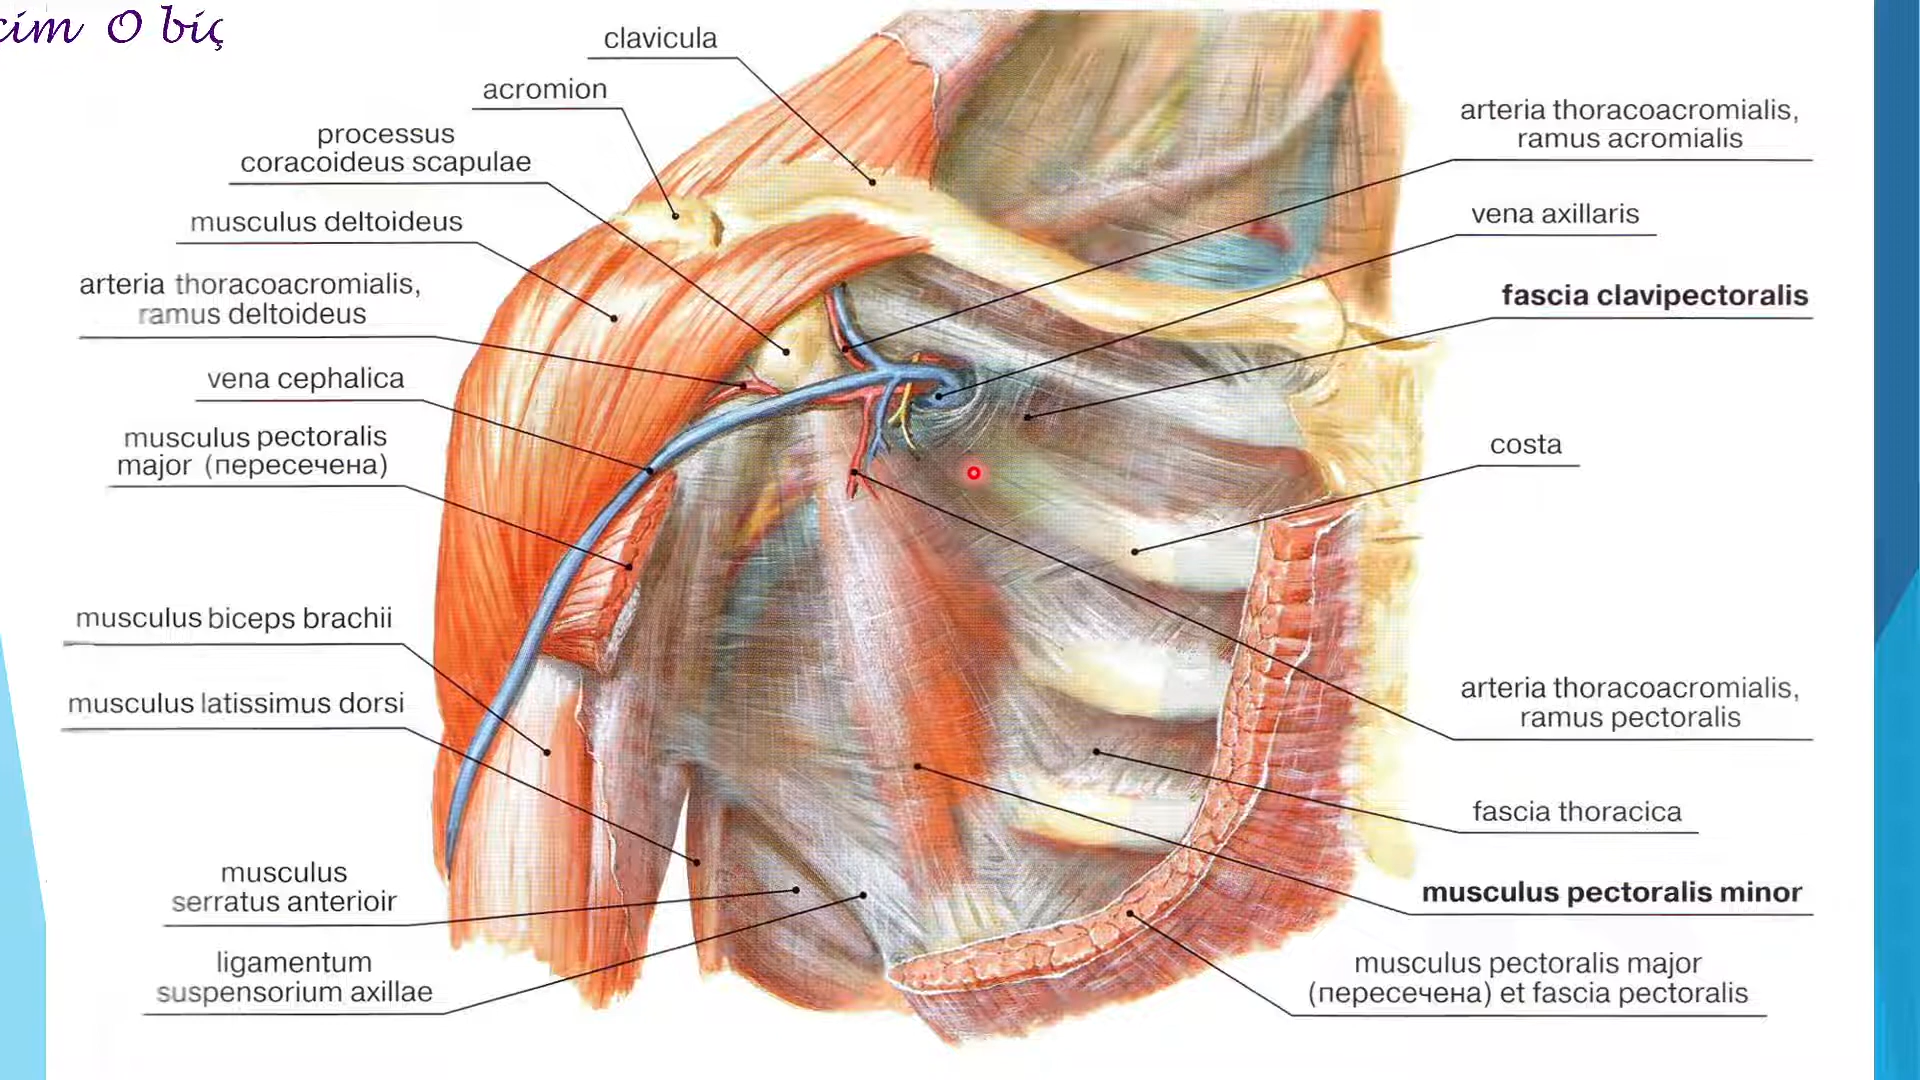 O biç
clavicula
acromion
processus
coracoideus scapulae
musculus deltoideus
arteria thoracoacromialis,
ramus deltoideus
vena cephalica
musculus pectoralis
major (пересечена)
musculus biceps brachii
musculus latissimus dorsi
musculus
serratus anterioir
ligamentum
suspensorium axillae
arteria thoracoacromialis,
ramus acromialis
vena axillaris
fascia clavipectoralis
costa
arteria thoracoacromialis,
ramus pectoralis
fascia thoracica
musculus pectoralis minor
musculus pectoralis major
(пересечена) et fascia pectoralis